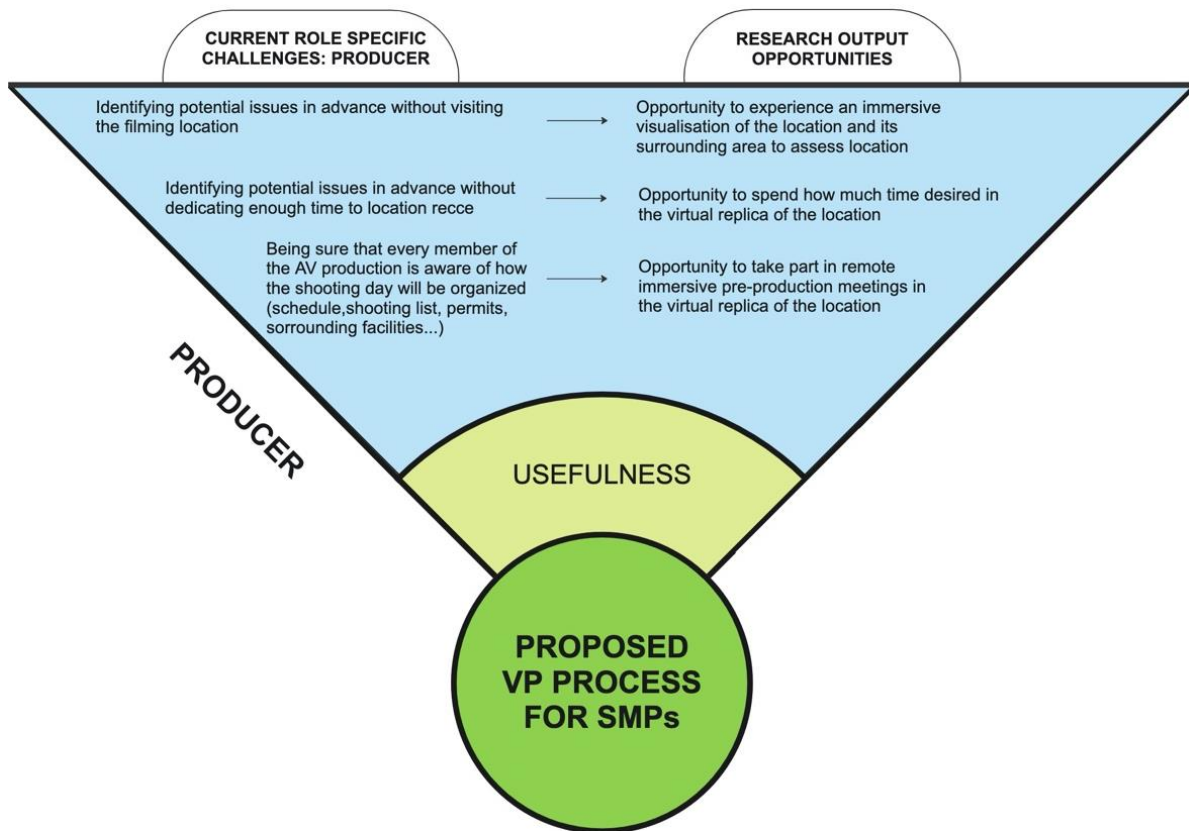 CURRENT ROLE SPECIFIC
CHALLENGES: PRODUCER
RESEARCH OUTPUT
OPPORTUNITIES
Identifying potential issues in advance without visiting
the filming location
Opportunity to experience an immersive
visualisation of the location and its
surrounding area to assess location
Identifying potential issues in advance without
dedicating enough time to location recce
Opportunity to spend how much time desired in
the virtual replica of the location
Being sure that every member of
the AV production is aware of how
the shooting day will be organized
(schedule,shooting list, permits,
sorrounding facilities...)
Opportunity to take part in remote
immersive pre-production meetings in
the virtual replica of the location
PRODUCER
USEFULNESS
PROPOSED
VP PROCESS
FOR SMPs